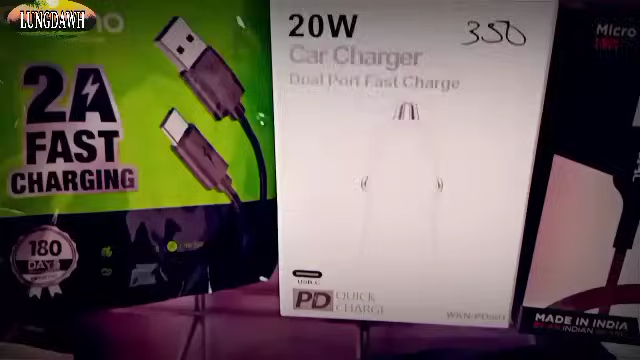 LUNGDAWH
2A
FAST
CHARGING
180
DAYS
20W
350
Car Charger
Dual Port Fast Charge
USB-C
PD QUICK
CHARGE
Micro
MADE IN INDIA